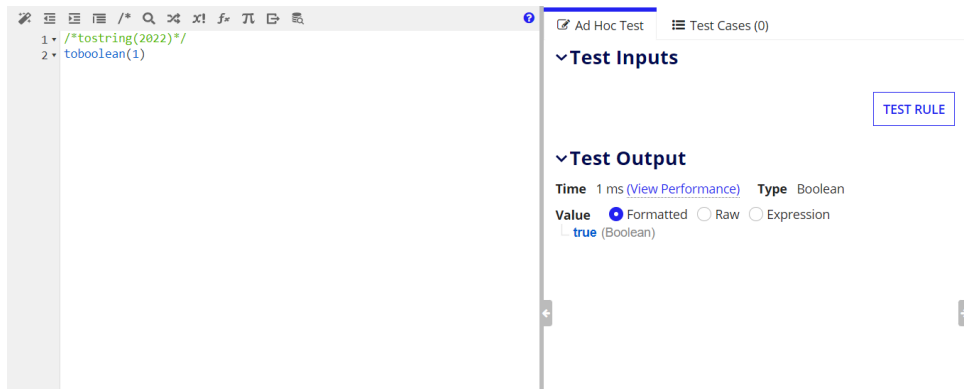 /* x! f× π
1 /*tostring(2022)*/
2 toboolean(1)
Ad Hoc Test
Test Cases (0)
Test Inputs
TEST RULE
Test Output
Time 1 ms (View Performance) Type Boolean
Value Formatted Raw Expression
true (Boolean)